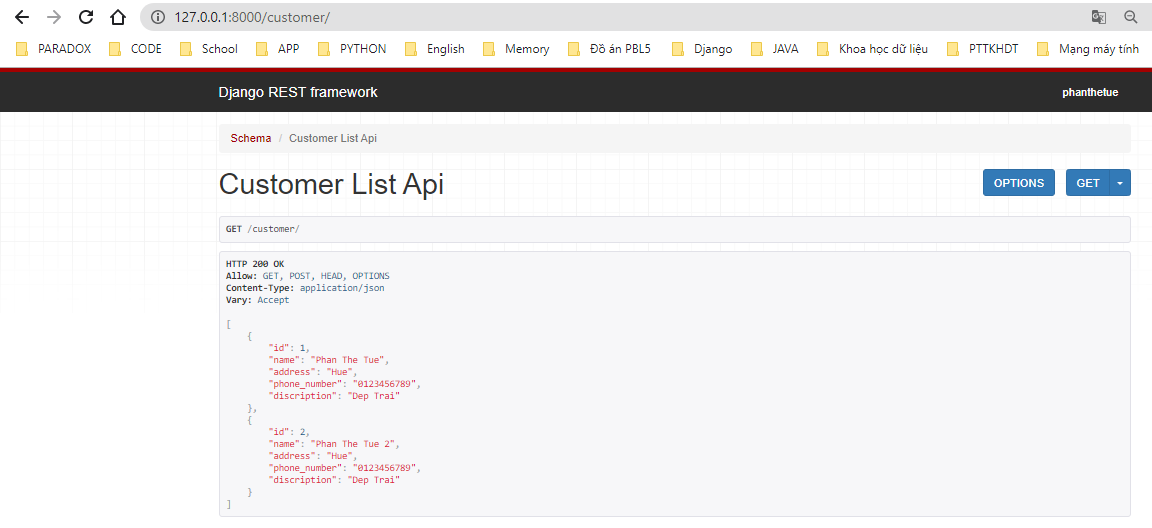 127.0.0.1:8000/customer/
PARADOX CODE School APP PYTHON English Memory Đồ án PBL5 Django JAVA Khoa học dữ liệu PTTKHDT Mạng máy tính
Django REST framework phanthetue
Schema / Customer List Api
Customer List Api OPTIONS GET
GET /customer/
HTTP 200 OK
Allow: GET, POST, HEAD, OPTIONS
Content-Type: application/json
Vary: Accept
[
{
"id": 1,
"name": "Phan The Tue",
"address": "Hue",
"phone_number": "0123456789",
"discription": "Dep Trai"
},
{
"id": 2,
"name": "Phan The Tue 2",
"address": "Hue",
"phone_number": "0123456789",
"discription": "Dep Trai"
}
]